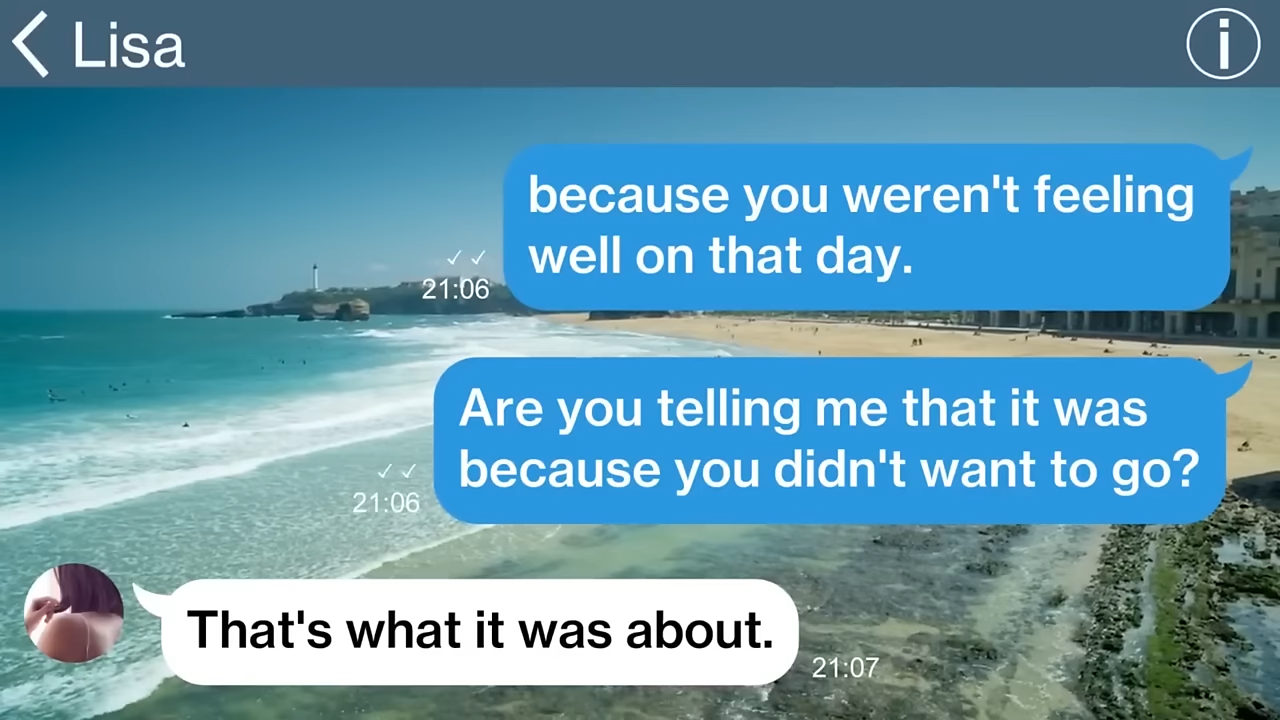 Lisa
because you weren't feeling
well on that day.
21:06
Are you telling me that it was
because you didn't want to go?
21:06
That's what it was about.
21:07